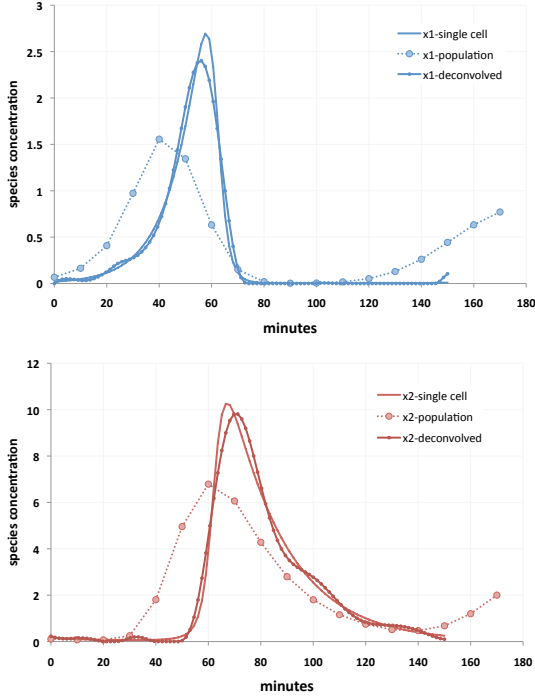 3
x1-single cell
2.5
x1-population
x1-deconvolved
2
species concentration
1.5
1
0.5
0
0 20 40 60 80 100 120 140 160 180
minutes
12
x2-single cell
10
x2-population
x2-deconvolved
8
species concentration
6
4
2
0
0 20 40 60 80 100 120 140 160 180
minutes